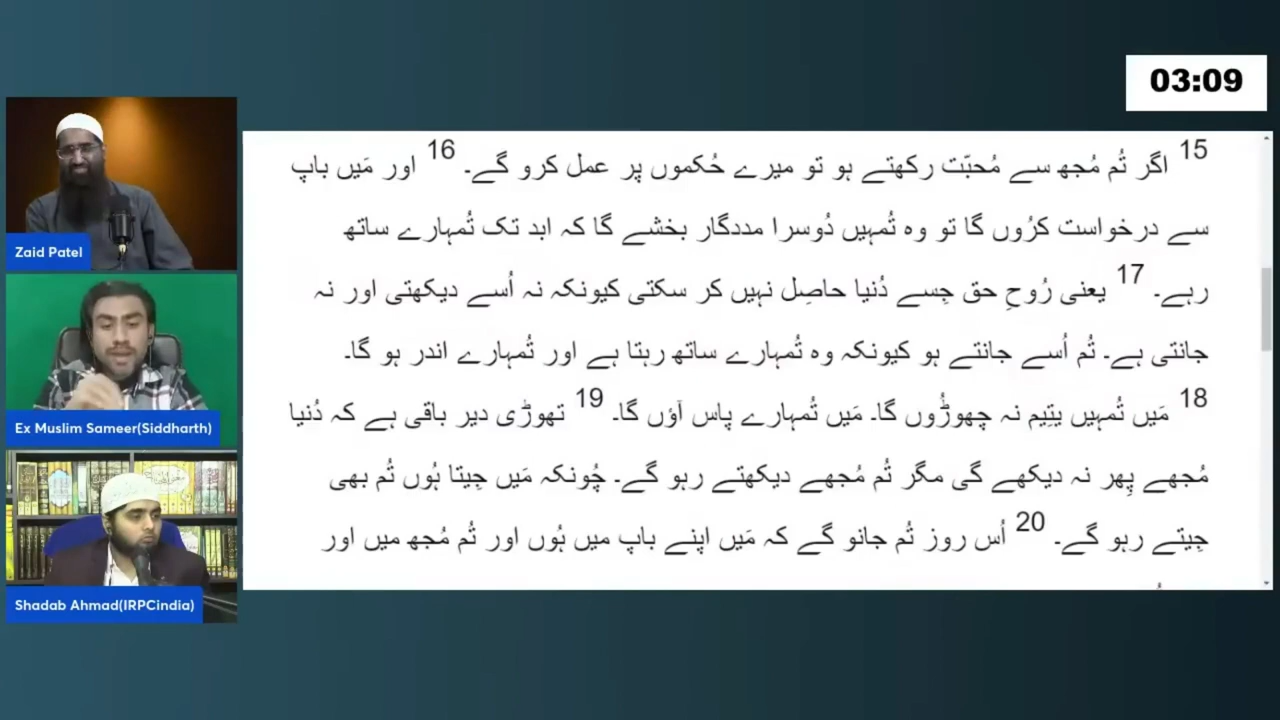 03:09
Zaid Patel
Ex Muslim Sameer(Siddharth)
Shadab Ahmad(IRPCindia)
15 اگر تُم مُجھ سے مُحبّت رکھتے ہو تو میرے حُکموں پر عمل کرو گے۔ 16 اور مَیں باپ
سے درخواست کرُوں گا تو وہ تُمہیں دُوسرا مددگار بخشے گا کہ ابد تک تُمہارے ساتھ
رہے۔ 17 یعنی رُوحِ حق جِسے دُنیا حاصِل نہیں کر سکتی کیونکہ نہ اُسے دیکھتی اور نہ
جانتی ہے۔ تُم اُسے جانتے ہو کیونکہ وہ تُمہارے ساتھ رہتا ہے اور تُمہارے اندر ہو گا۔
18 مَیں تُمہیں یتِیم نہ چھوڑُوں گا۔ مَیں تُمہارے پاس آؤں گا۔ 19 تھوڑی دیر باقی ہے کہ دُنیا
مُجھے پِھر نہ دیکھے گی مگر تُم مُجھے دیکھتے رہو گے۔ چُونکہ مَیں جِیتا ہُوں تُم بھی
جِیتے رہو گے۔ 20 اُس روز تُم جانو گے کہ مَیں اپنے باپ میں ہُوں اور تُم مُجھ میں اور